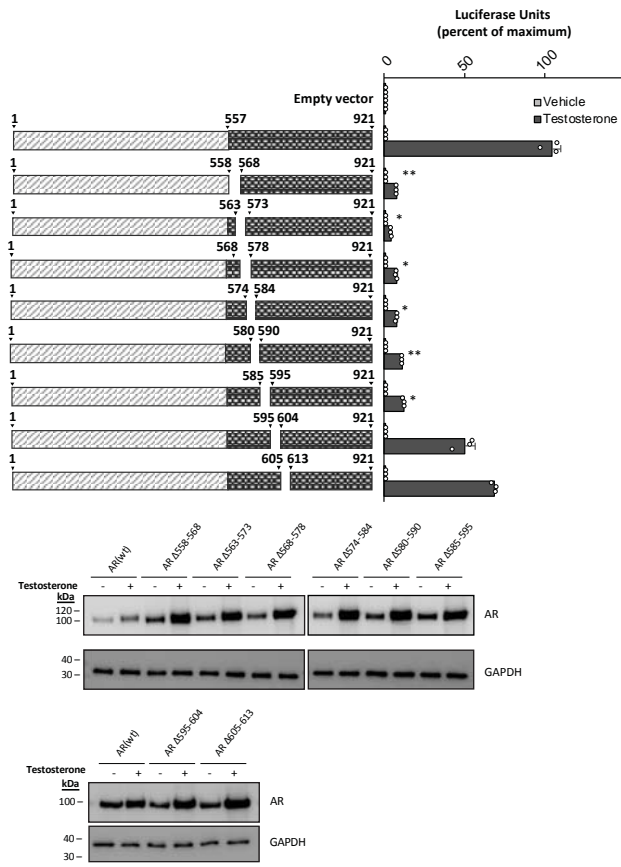 Luciferase Units
(percent of maximum)
0 50 100
Empty vector
Vehicle
Testosterone
1 557 921
1 558 568 921
1 563 573 921
1 568 578 921
1 574 584 921
1 580 590 921
1 585 595 921
1 595 604 921
1 605 613 921
**
*
*
*
**
*
AR(wt) AR Δ558-568 AR Δ563-573 AR Δ568-578 AR Δ574-584 AR Δ580-590 AR Δ585-595
Testosterone - + - + - + - + - + - + - +
kDa
120
100
AR
40
30
GAPDH
AR(wt) AR Δ595-604 AR Δ605-613
Testosterone - + - + - +
kDa
100
AR
40
30
GAPDH